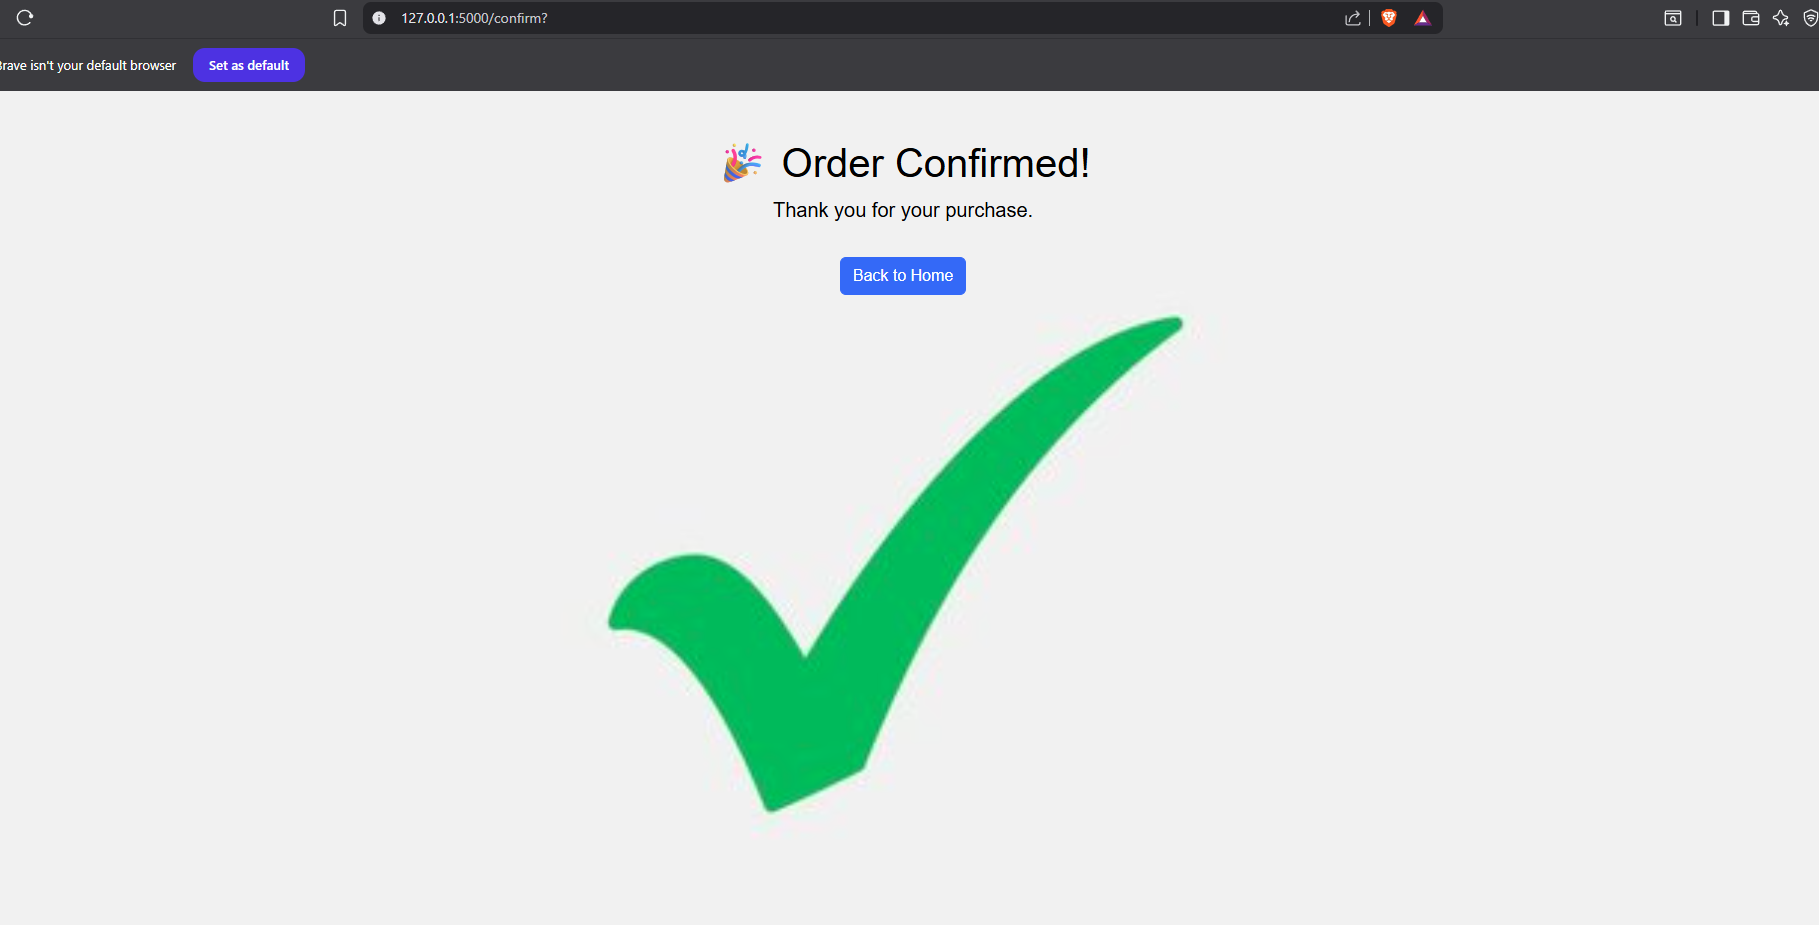 127.0.0.1:5000/confirm?
Brave isn't your default browser
Set as default
🎉 Order Confirmed!
Thank you for your purchase.
Back to Home